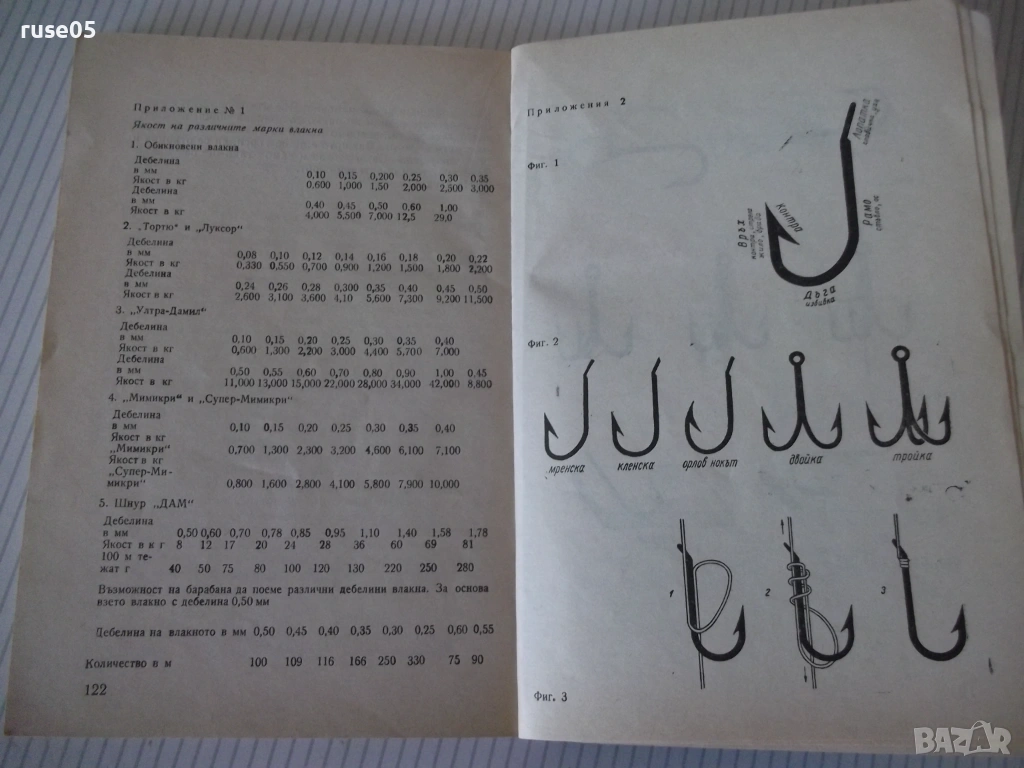 ruse05
Приложение № 1
Якост на различните марки влакна
1. Обикновени влакна
Дебелина
в мм 0,10 0,15 0,200 0,25 0,30 0,35
Якост в кг 0,600 1,000 1,50 2,000 2,500 3,000
Дебелина
в мм 0,40 0,45 0,50 0,60 1,00
Якост в кг 4,000 5,500 7,000 12,5 29,0
2. „Тортю“ и „Луксор“
Дебелина
в мм 0,08 0,10 0,12 0,14 0,16 0,18 0,20 0,22
Якост в кг 0,330 0,550 0,700 0,900 1,200 1,500 1,800 2,200
Дебелина
в мм 0,24 0,26 0,28 0,30 0,35 0,40 0,45 0,50
Якост в кг 2,600 3,100 3,600 4,10 5,600 7,300 9,200 11,500
3. „Ултра-Дамил“
Дебелина
в мм 0,10 0,15 0,20 0,25 0,30 0,35 0,40
Якост в кг 0,600 1,300 2,200 3,000 4,400 5,700 7,000
Дебелина
в мм 0,50 0,55 0,60 0,70 0,80 0,90 1,00 0,45
Якост в кг 11,000 13,000 15,000 22,000 28,000 34,000 42,000 8,800
4. „Мимикри“ и „Супер-Мимикри“
Дебелина
в мм 0,10 0,15 0,20 0,25 0,30 0,35 0,40
Якост в кг
„Мимикри“ 0,700 1,300 2,300 3,200 4,600 6,100 7,100
Якост в кг
„Супер-Ми-
микри“ 0,800 1,600 2,800 4,100 5,800 7,900 10,000
5. Шнур „ДАМ“
Дебелина
в мм 0,50 0,60 0,70 0,78 0,85 0,95 1,10 1,40 1,58 1,78
Якост в кг 8 12 17 20 24 28 36 60 69 81
100 м те-
жат г 40 50 75 80 100 120 130 220 250 280
Възможност на барабана да поеме различни дебелини влакна. За основа
взето влакно с дебелина 0,50 мм
Дебелина на влакното в мм 0,50 0,45 0,40 0,35 0,30 0,25 0,60 0,55
Количество в м 100 109 116 166 250 330 75 90
122
Приложения 2
Фиг. 1
Лопатка
Контра
Връх
Рамо
Дъга
извивка
Фиг. 2
мренска кленска орлов нокът двойка тройка
1 2 3
Фиг. 3
BAZAR